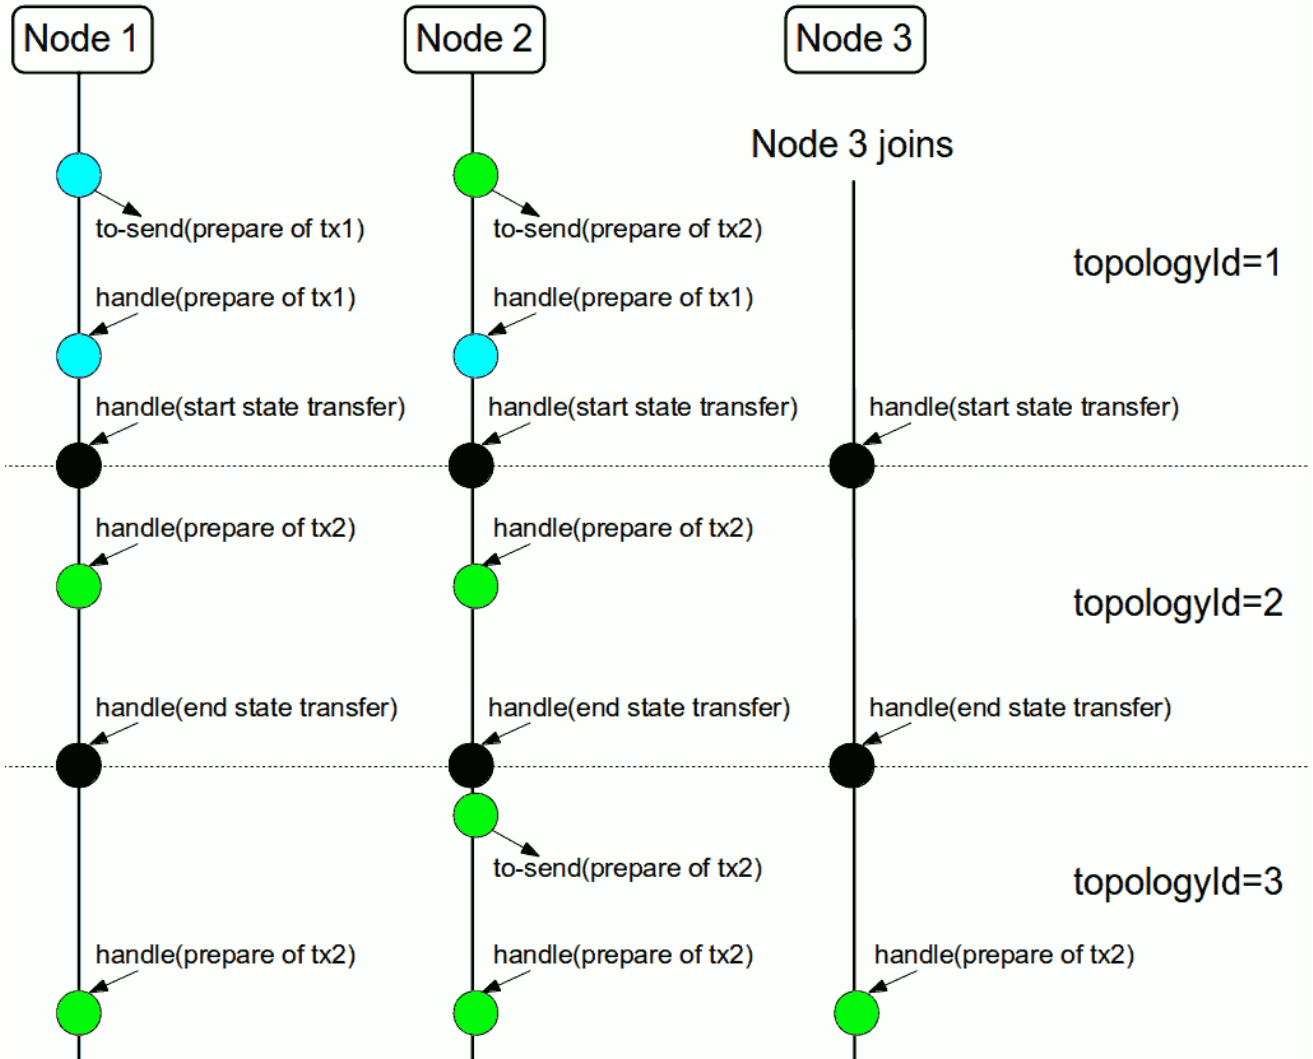 Node 1
Node 2
Node 3
Node 3 joins
to-send(prepare of tx1)
to-send(prepare of tx2)
topologyId=1
handle(prepare of tx1)
handle(prepare of tx1)
handle(start state transfer)
handle(start state transfer)
handle(start state transfer)
handle(prepare of tx2)
handle(prepare of tx2)
topologyId=2
handle(end state transfer)
handle(end state transfer)
handle(end state transfer)
to-send(prepare of tx2)
topologyId=3
handle(prepare of tx2)
handle(prepare of tx2)
handle(prepare of tx2)